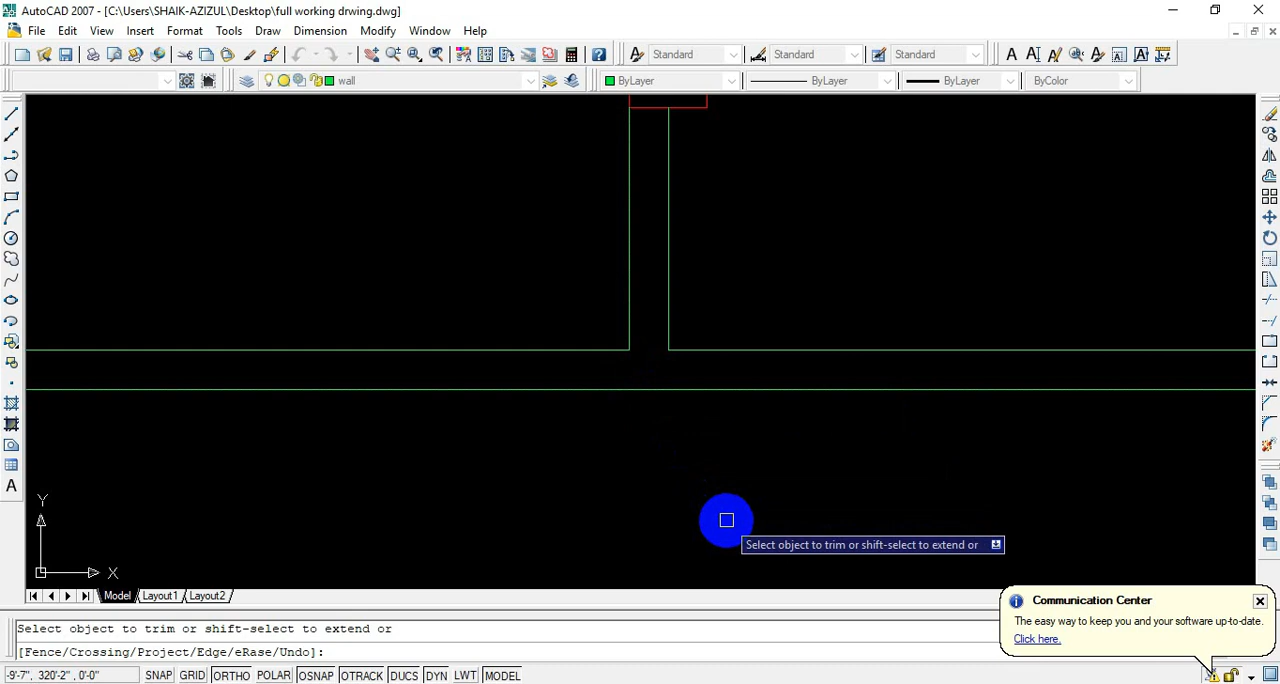 AutoCAD 2007 - [C:\Users\SHAIK-AZIZUL\Desktop\full working drwing.dwg]
File Edit View Insert Format Tools Draw Dimension Modify Window Help
Standard Standard Standard
wall ByLayer ByLayer ByLayer ByColor
Y
X
Select object to trim or shift-select to extend or
Model Layout1 Layout2
Communication Center
The easy way to keep you and your software up-to-date.
Click here.
Select object to trim or shift-select to extend or
[Fence/Crossing/Project/Edge/eRase/Undo]:
-9'-7", 320'-2" , 0'-0" SNAP GRID ORTHO POLAR OSNAP OTRACK DUCS DYN LWT MODEL